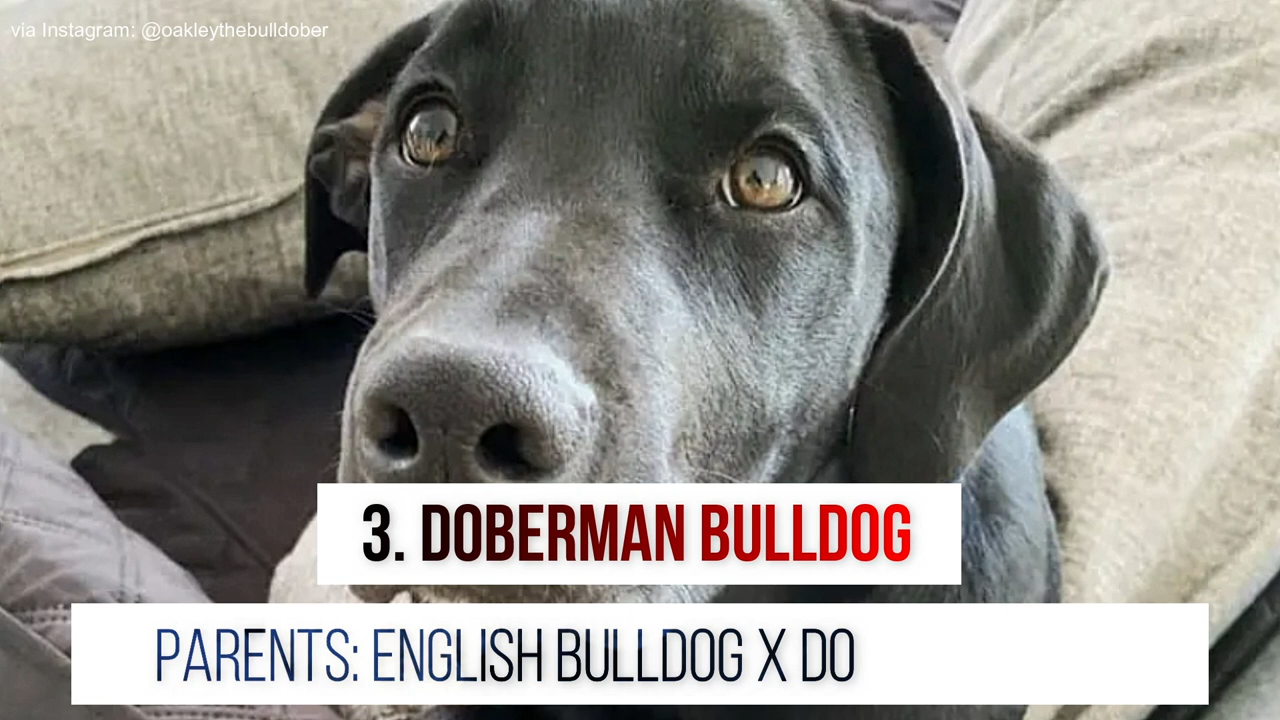 via Instagram: @oakleythebulldober
3. DOBERMAN BULLDOG
PARENTS: ENGLISH BULLDOG X DO